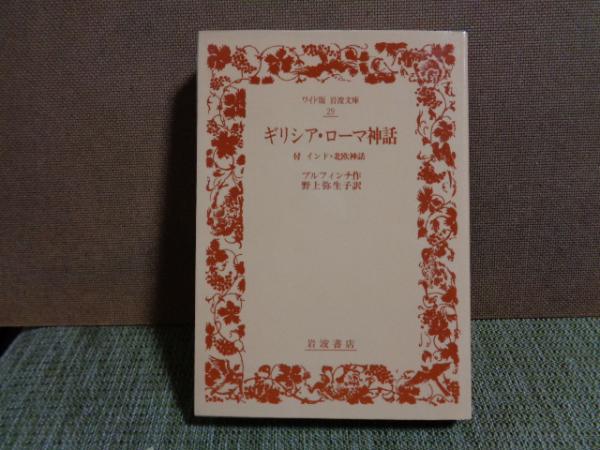 ワイド版 岩波文庫
29
ギリシア・ローマ神話
付 インド・北欧神話
ブルフィンチ作
野上弥生子訳
岩波書店